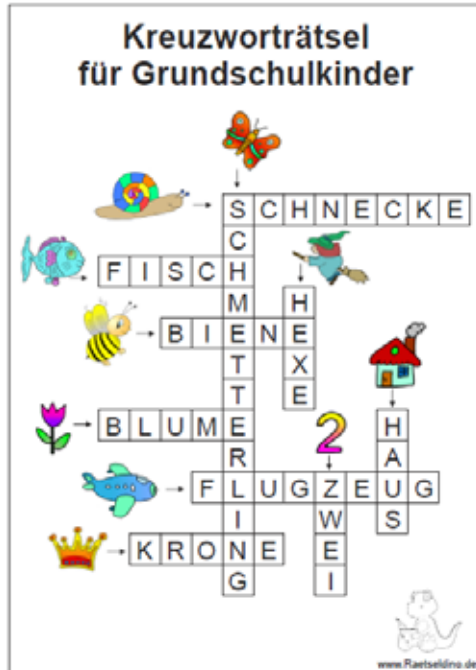 Kreuzworträtsel
für Grundschulkinder
SCHNECKE
SCHMETTERLING
FISCH
HEXE
BIENE
BLUME
HAUS
2
FLUGZEUG
ZWEI
KRONE
www.Raetseldino.de